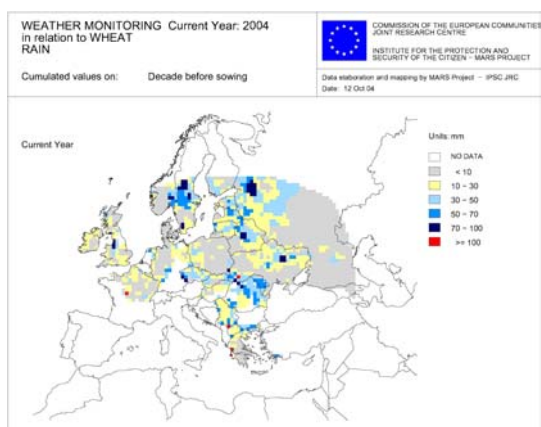 WEATHER MONITORING Current Year: 2004
in relation to WHEAT
RAIN
Cumulated values on: Decade before sowing
COMMISSION OF THE EUROPEAN COMMUNITIES
JOINT RESEARCH CENTRE
INSTITUTE FOR THE PROTECTION AND
SECURITY OF THE CITIZEN - MARS PROJECT
Data elaboration and mapping by MARS Project - IPSC JRC
Date: 12 Oct 04
Current Year
Units: mm
NO DATA
< 10
10 - 30
30 - 50
50 - 70
70 - 100
>= 100